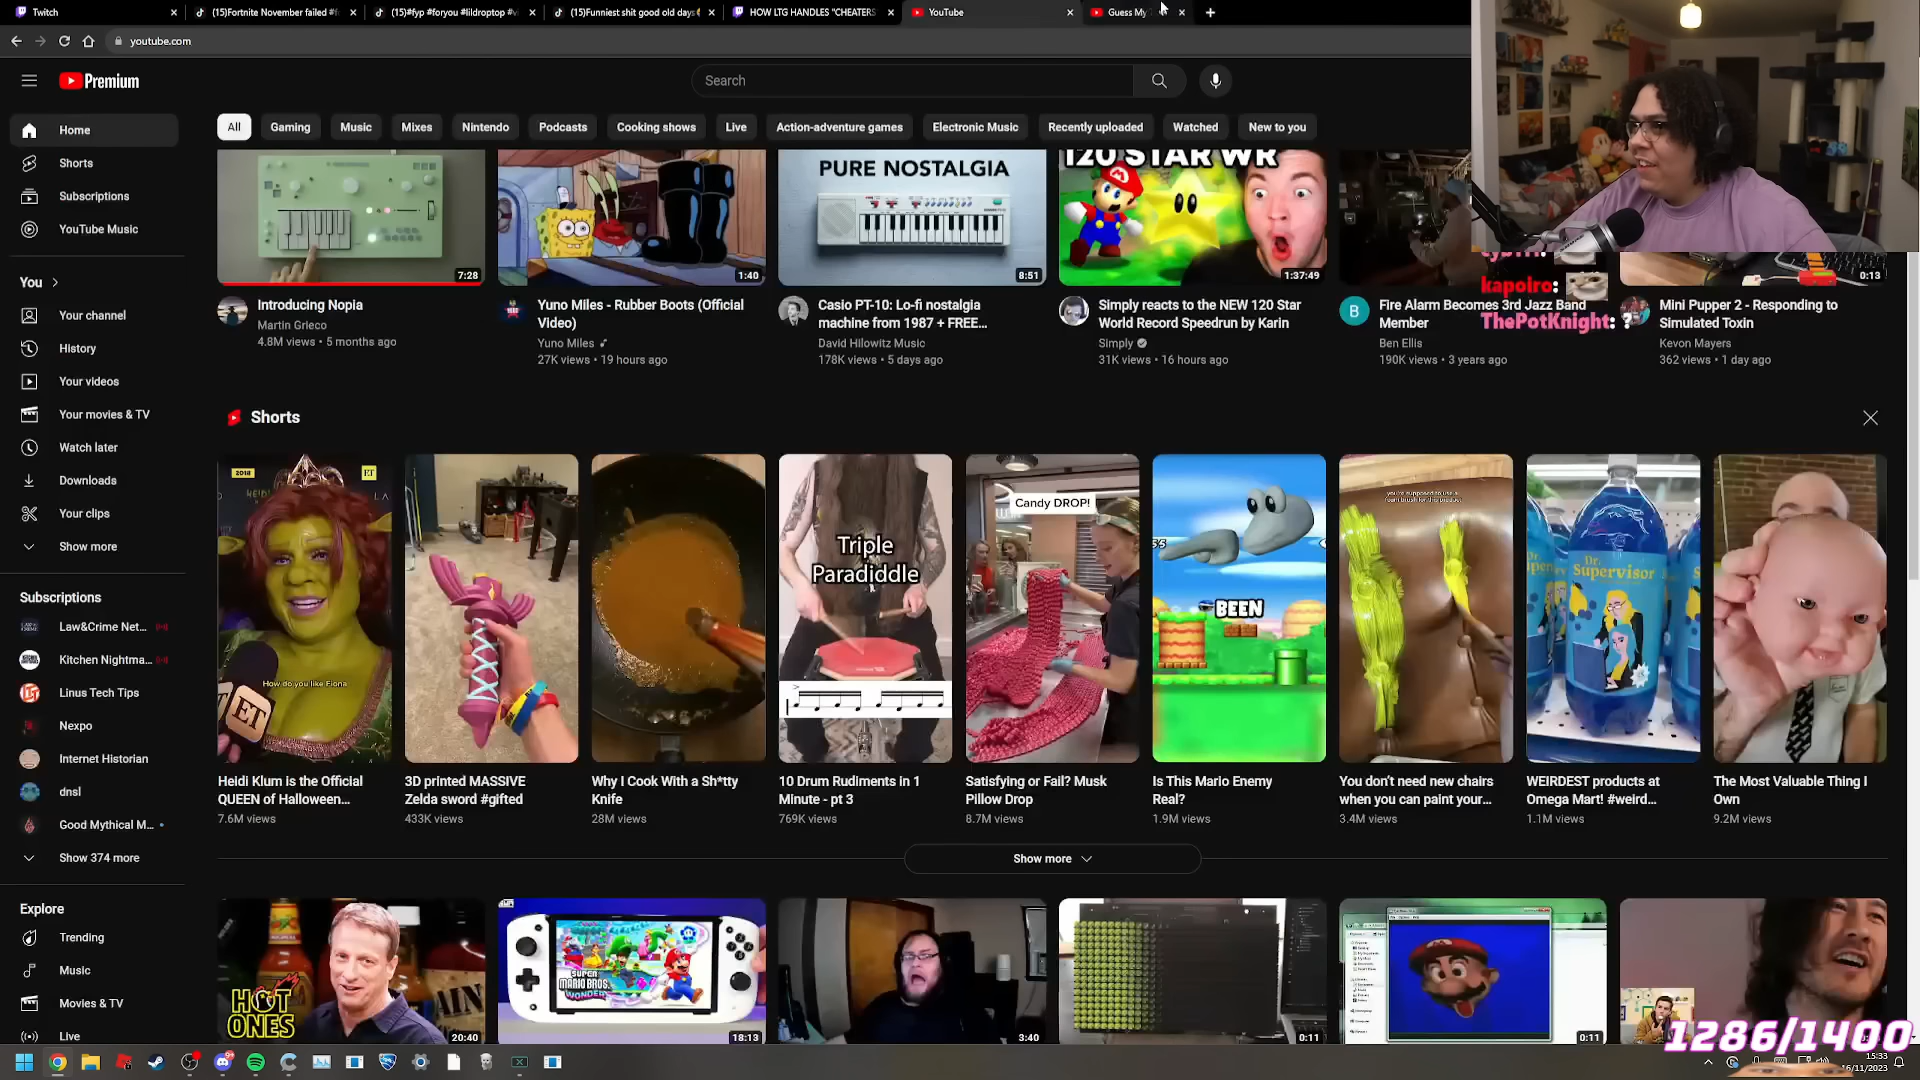 Twitch
(15)Fortnite November failed #f
(15)#fyp #foryou #lildroptop #v
(15)Funniest shit good old days
HOW LTG HANDLES "CHEATERS
YouTube
Guess My
youtube.com
Premium
Search
All
Gaming
Music
Mixes
Nintendo
Podcasts
Cooking shows
Live
Action-adventure games
Electronic Music
Recently uploaded
Watched
New to you
Home
Shorts
Subscriptions
YouTube Music
You
Your channel
History
Your videos
Your movies & TV
Watch later
Downloads
Your clips
Show more
Subscriptions
Law&Crime Net...
Kitchen Nightma...
Linus Tech Tips
Nexpo
Internet Historian
dnsl
Good Mythical M...
Show 374 more
Explore
Trending
Music
Movies & TV
Live
7:28
1:40
PURE NOSTALGIA
8:51
120 STAR WR
1:37:49
0:13
Introducing Nopia
Martin Grieco
4.8M views • 5 months ago
Yuno Miles - Rubber Boots (Official
Video)
Yuno Miles
27K views • 19 hours ago
Casio PT-10: Lo-fi nostalgia
machine from 1987 + FREE...
David Hilowitz Music
178K views • 5 days ago
Simply reacts to the NEW 120 Star
World Record Speedrun by Karin
Simply
31K views • 16 hours ago
B
Fire Alarm Becomes 3rd Jazz Band
Member
Ben Ellis
190K views • 3 years ago
Mini Pupper 2 - Responding to
Simulated Toxin
Kevon Mayers
362 views • 1 day ago
kapolro:
ThePotKnight: ?
Shorts
2018
ET
How do you like Fiona
ET
Triple
Paradiddle
Candy DROP!
BEEN
Dr.
Supervisor
Heidi Klum is the Official
QUEEN of Halloween...
7.6M views
3D printed MASSIVE
Zelda sword #gifted
433K views
Why I Cook With a Sh*tty
Knife
28M views
10 Drum Rudiments in 1
Minute - pt 3
769K views
Satisfying or Fail? Musk
Pillow Drop
8.7M views
Is This Mario Enemy
Real?
1.9M views
You don't need new chairs
when you can paint your...
3.4M views
WEIRDEST products at
Omega Mart! #weird...
1.1M views
The Most Valuable Thing I
Own
9.2M views
Show more
HOT
ONES
20:40
SUPER
MARIO BROS.
WONDER
18:13
3:40
0:11
0:11
1286/1400
15:33
16/11/2023